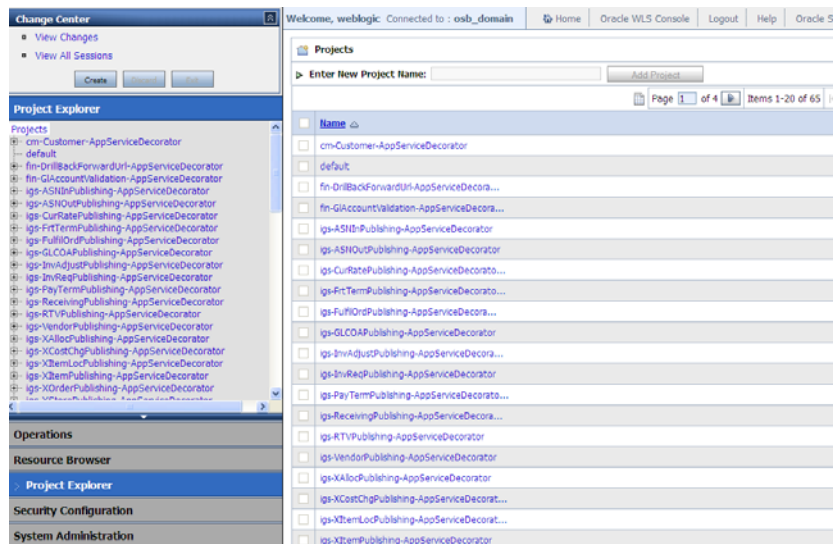 Change Center
View Changes
View All Sessions
Create
Project Explorer
Projects
cm-Customer-AppServiceDecorator
default
fin-DrillBackForwardUrl-AppServiceDecorator
fin-GlAccountValidation-AppServiceDecorator
igs-ASNInPublishing-AppServiceDecorator
igs-ASNOutPublishing-AppServiceDecorator
igs-CurRatePublishing-AppServiceDecorator
igs-FrtTermPublishing-AppServiceDecorator
igs-FulfilOrdPublishing-AppServiceDecorator
igs-GLCOAPublishing-AppServiceDecorator
igs-InvAdjustPublishing-AppServiceDecorator
igs-InvReqPublishing-AppServiceDecorator
igs-PayTermPublishing-AppServiceDecorator
igs-ReceivingPublishing-AppServiceDecorator
igs-RTVPublishing-AppServiceDecorator
igs-VendorPublishing-AppServiceDecorator
igs-XAllocPublishing-AppServiceDecorator
igs-XCostChgPublishing-AppServiceDecorator
igs-XItemLocPublishing-AppServiceDecorator
igs-XItemPublishing-AppServiceDecorator
igs-XOrderPublishing-AppServiceDecorator
Operations
Resource Browser
Project Explorer
Security Configuration
System Administration
Welcome, weblogic Connected to : osb_domain Home Oracle WLS Console Logout Help Oracle S
Projects
Enter New Project Name: Add Project
Page 1 of 4 Items 1-20 of 65
Name
cm-Customer-AppServiceDecorator
default
fin-DrillBackForwardUrl-AppServiceDecora...
fin-GlAccountValidation-AppServiceDecora...
igs-ASNInPublishing-AppServiceDecorator
igs-ASNOutPublishing-AppServiceDecorator
igs-CurRatePublishing-AppServiceDecorato...
igs-FrtTermPublishing-AppServiceDecorato...
igs-FulfilOrdPublishing-AppServiceDecora...
igs-GLCOAPublishing-AppServiceDecorator
igs-InvAdjustPublishing-AppServiceDecora...
igs-InvReqPublishing-AppServiceDecorator
igs-PayTermPublishing-AppServiceDecorato...
igs-ReceivingPublishing-AppServiceDecora...
igs-RTVPublishing-AppServiceDecorator
igs-VendorPublishing-AppServiceDecorator
igs-XAllocPublishing-AppServiceDecorator
igs-XCostChgPublishing-AppServiceDecorat...
igs-XItemLocPublishing-AppServiceDecorat...
igs-XItemPublishing-AppServiceDecorator